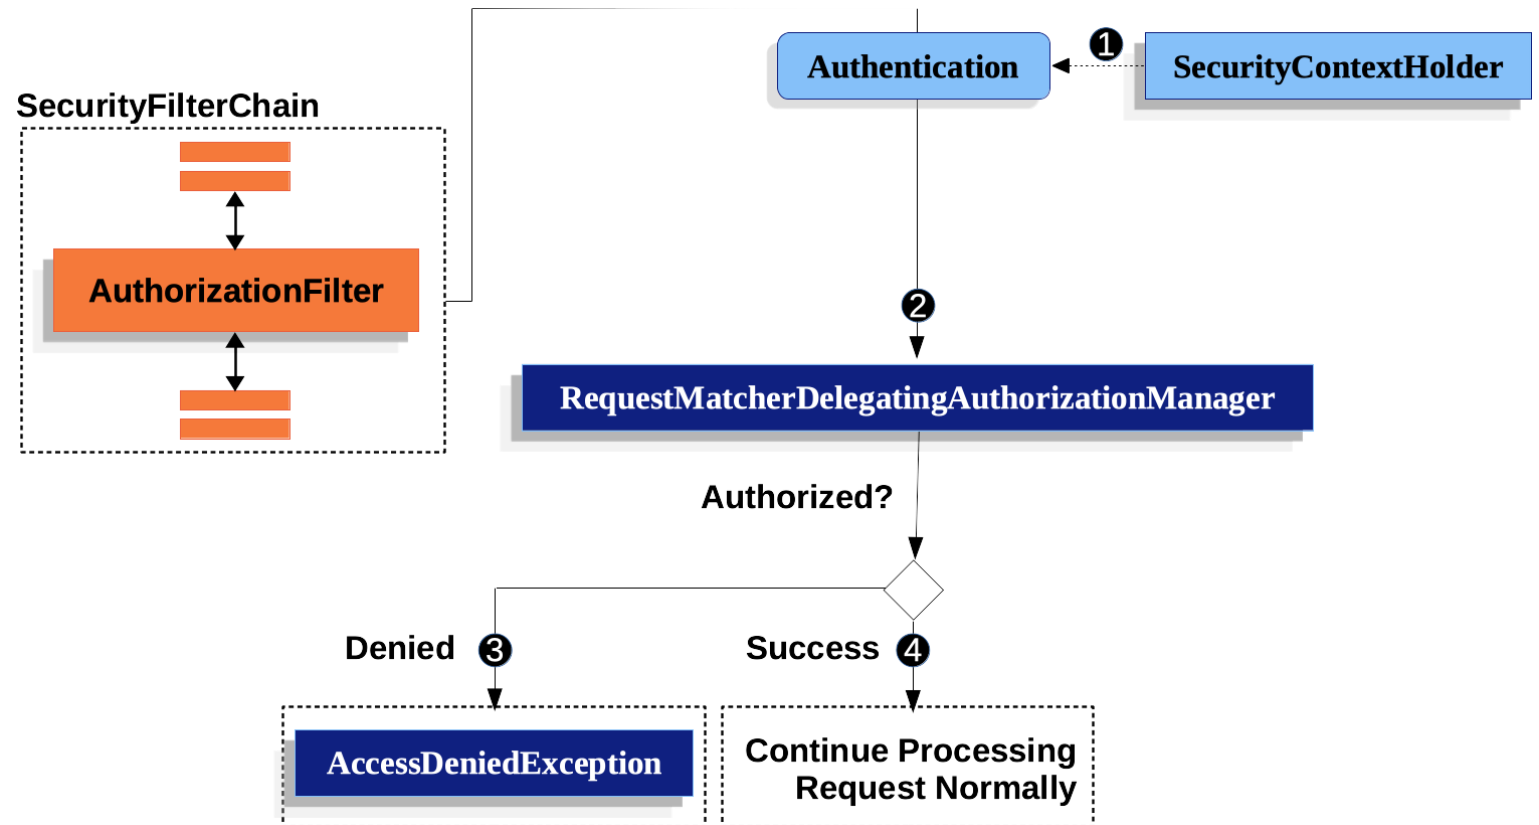 Authentication
1
SecurityContextHolder
SecurityFilterChain
AuthorizationFilter
2
RequestMatcherDelegatingAuthorizationManager
Authorized?
Denied
3
Success
4
AccessDeniedException
Continue Processing
Request Normally